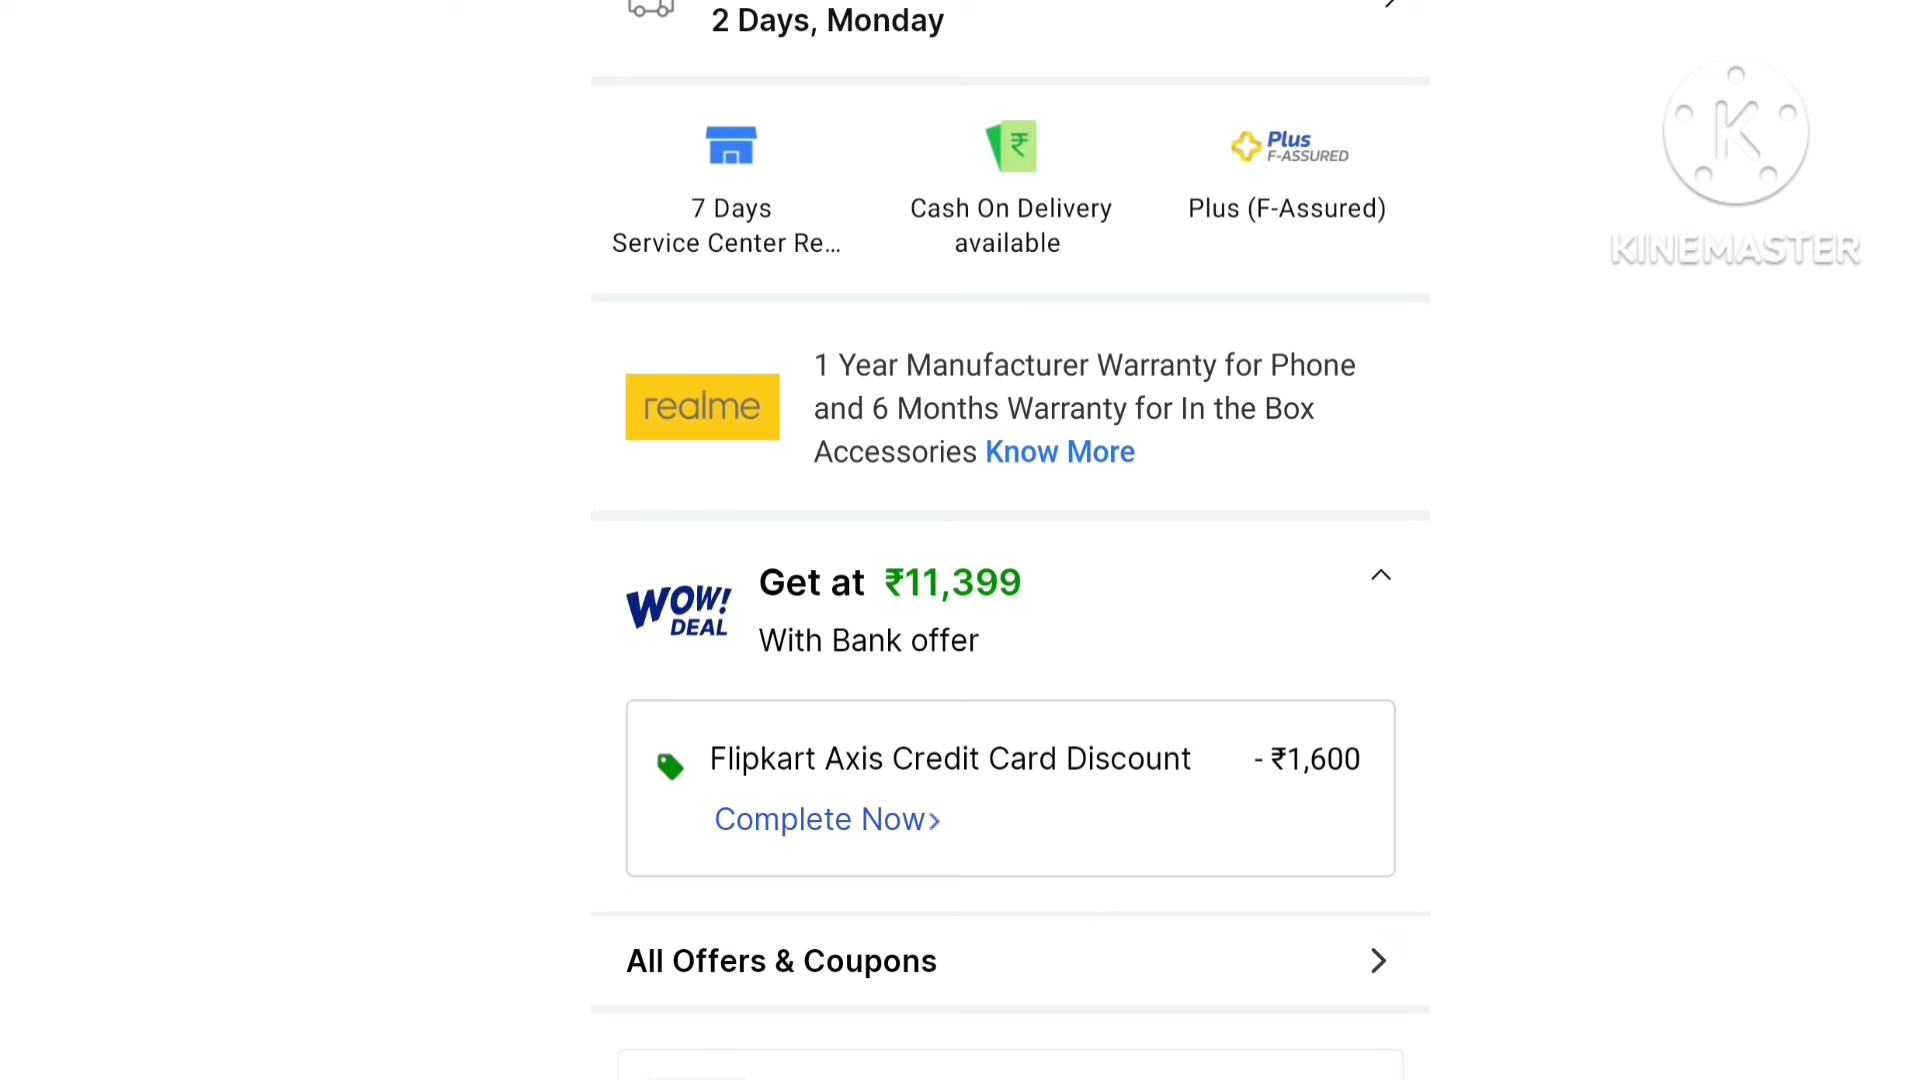 2 Days, Monday
₹
Plus
F-ASSURED
7 Days
Service Center Re...
Cash On Delivery
available
Plus (F-Assured)
K
KINEMASTER
realme
1 Year Manufacturer Warranty for Phone
and 6 Months Warranty for In the Box
Accessories Know More
WOW!
DEAL
Get at ₹11,399
With Bank offer
Flipkart Axis Credit Card Discount - ₹1,600
Complete Now>
All Offers & Coupons